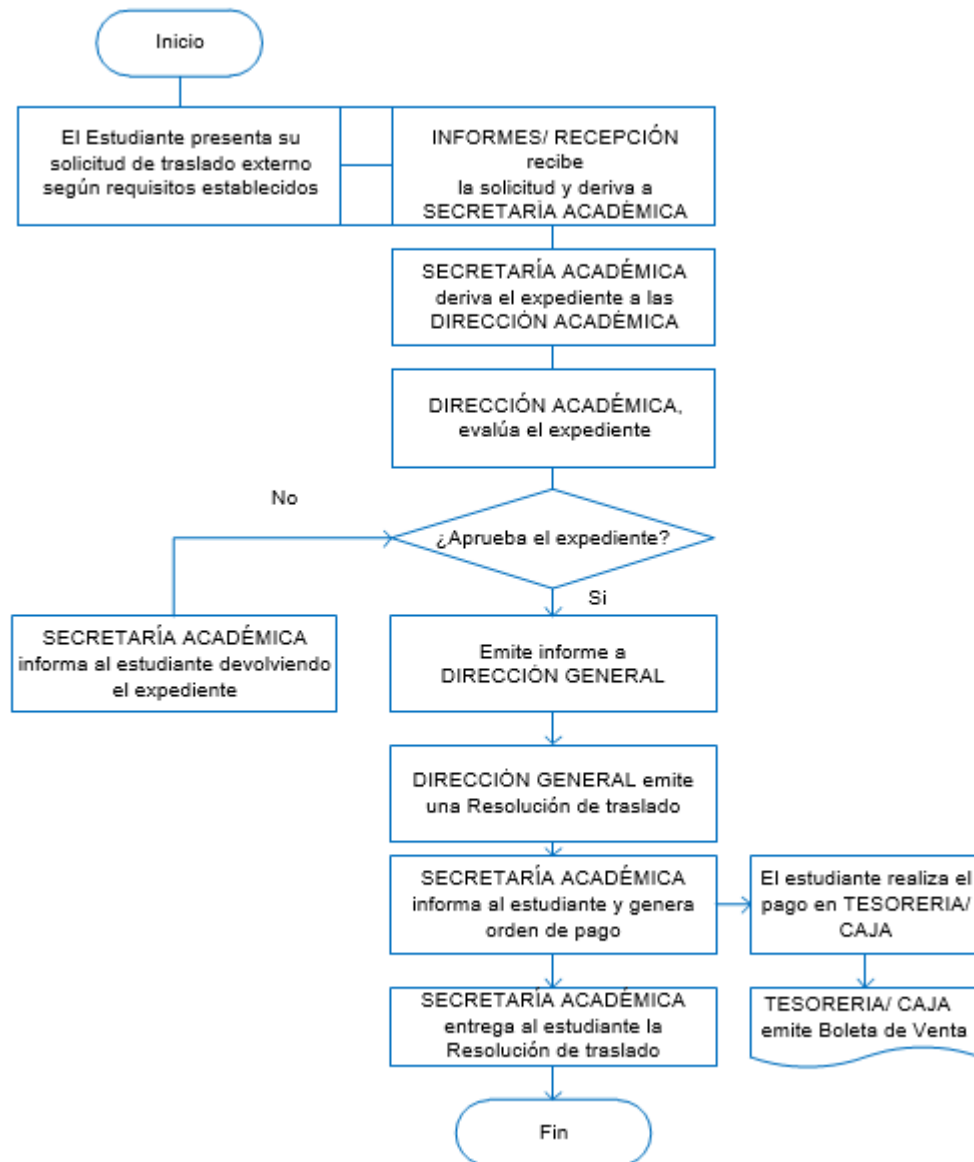 Inicio
El Estudiante presenta su
solicitud de traslado externo
según requisitos establecidos
INFORMES/ RECEPCIÓN
recibe
la solicitud y deriva a
SECRETARÍA ACADÉMICA
SECRETARÍA ACADÉMICA
deriva el expediente a las
DIRECCIÓN ACADÉMICA
DIRECCIÓN ACADÉMICA,
evalúa el expediente
No
¿Aprueba el expediente?
Si
SECRETARÍA ACADÉMICA
informa al estudiante devolviendo
el expediente
Emite informe a
DIRECCIÓN GENERAL
DIRECCIÓN GENERAL emite
una Resolución de traslado
SECRETARÍA ACADÉMICA
informa al estudiante y genera
orden de pago
El estudiante realiza el
pago en TESORERIA/
CAJA
SECRETARÍA ACADÉMICA
entrega al estudiante la
Resolución de traslado
TESORERIA/ CAJA
emite Boleta de Venta
Fin